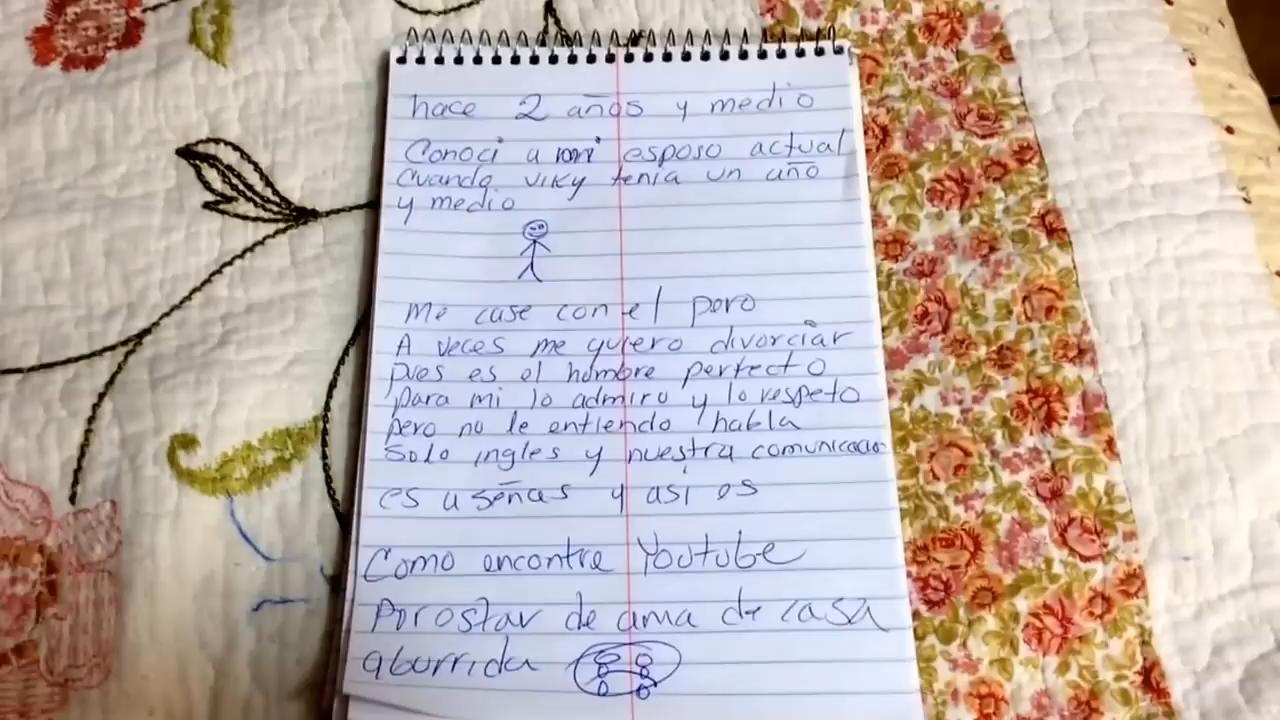 hace 2 años y medio
Conoci a mi esposo actual
Cuando viky tenia un año
y medio
Me case con el pero
A veces me quiero divorciar
pues es el hombre perfecto
para mi lo admiro y lo respeto
pero no le entiendo habla
Solo ingles y nuestra comunicacion
es a señas y asi es
Como encontre Youtube
Por estar de ama de casa
aburrida